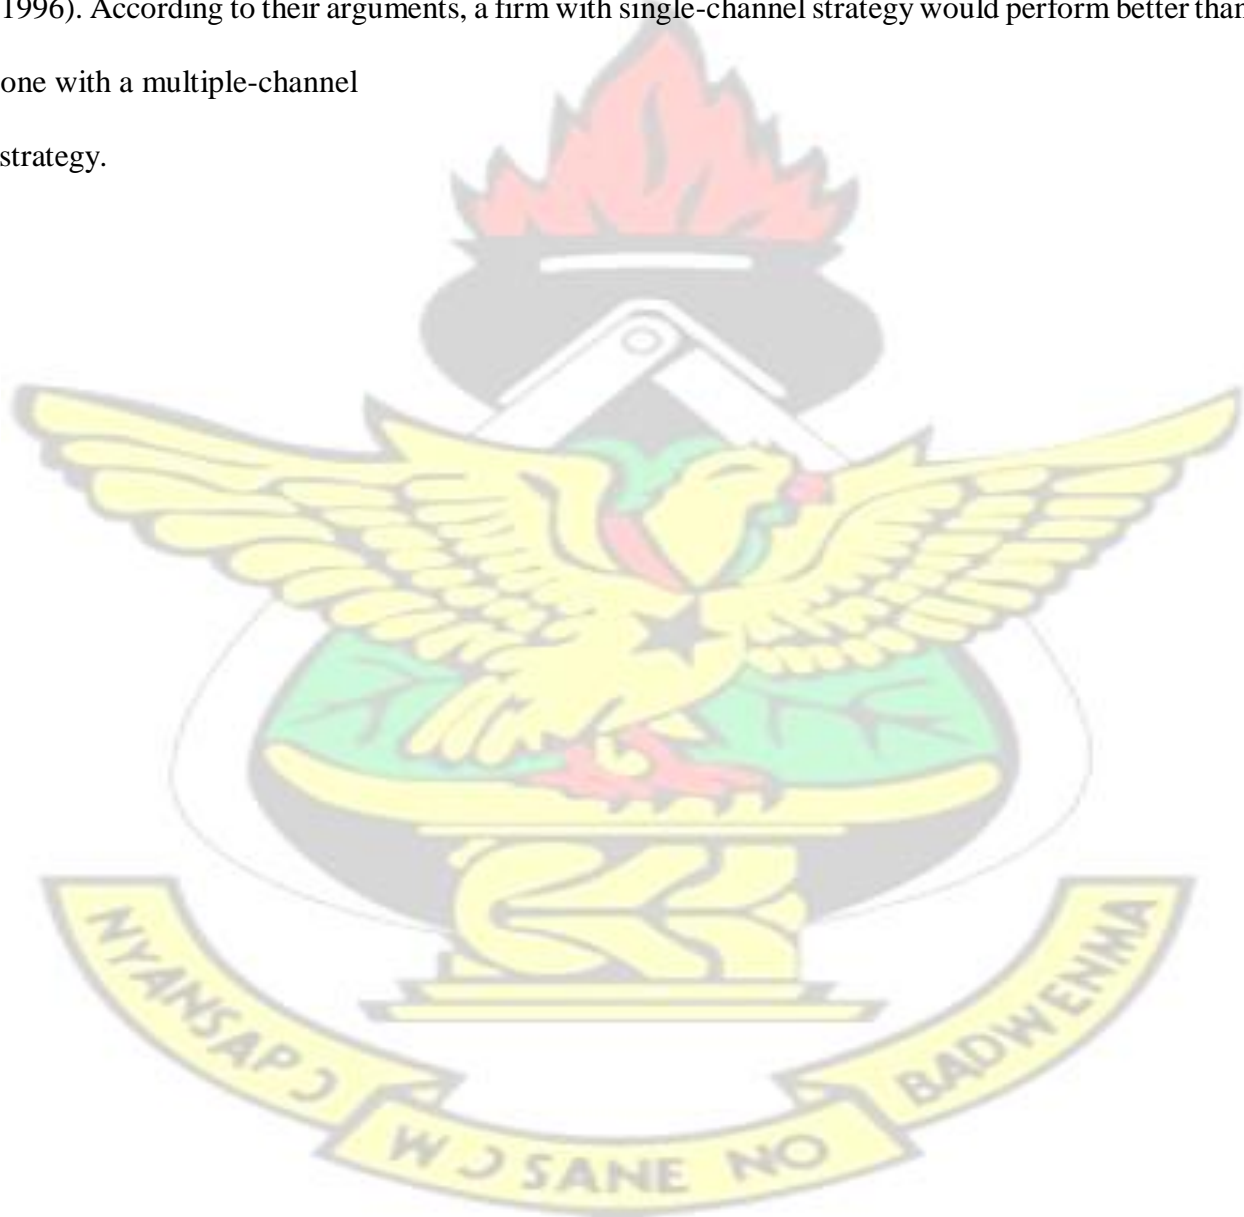 1996). According to their arguments, a firm with single-channel strategy would perform better than
one with a multiple-channel
strategy.
NYANSAPƆ
WƆSANE NO
BADWENMA